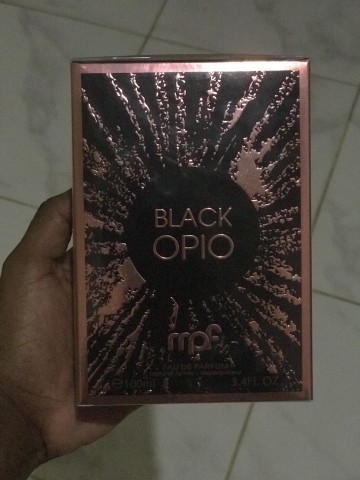 BLACK
OPIO
mpf
EAU DE PARFUM
℮100ml 3.4FL.OZ.